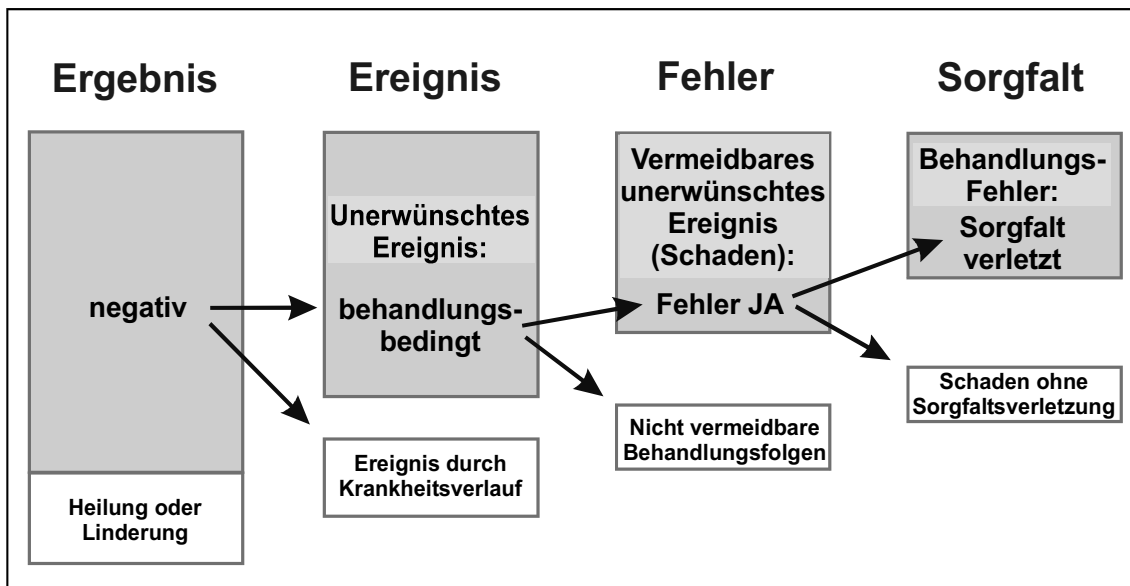 Ergebnis
negativ
Heilung oder
Linderung
Ereignis
Unerwünschtes
Ereignis:
behandlungs-
bedingt
Ereignis durch
Krankheitsverlauf
Fehler
Vermeidbares
unerwünschtes
Ereignis
(Schaden):
Fehler JA
Nicht vermeidbare
Behandlungsfolgen
Sorgfalt
Behandlungs-
Fehler:
Sorgfalt
verletzt
Schaden ohne
Sorgfaltsverletzung